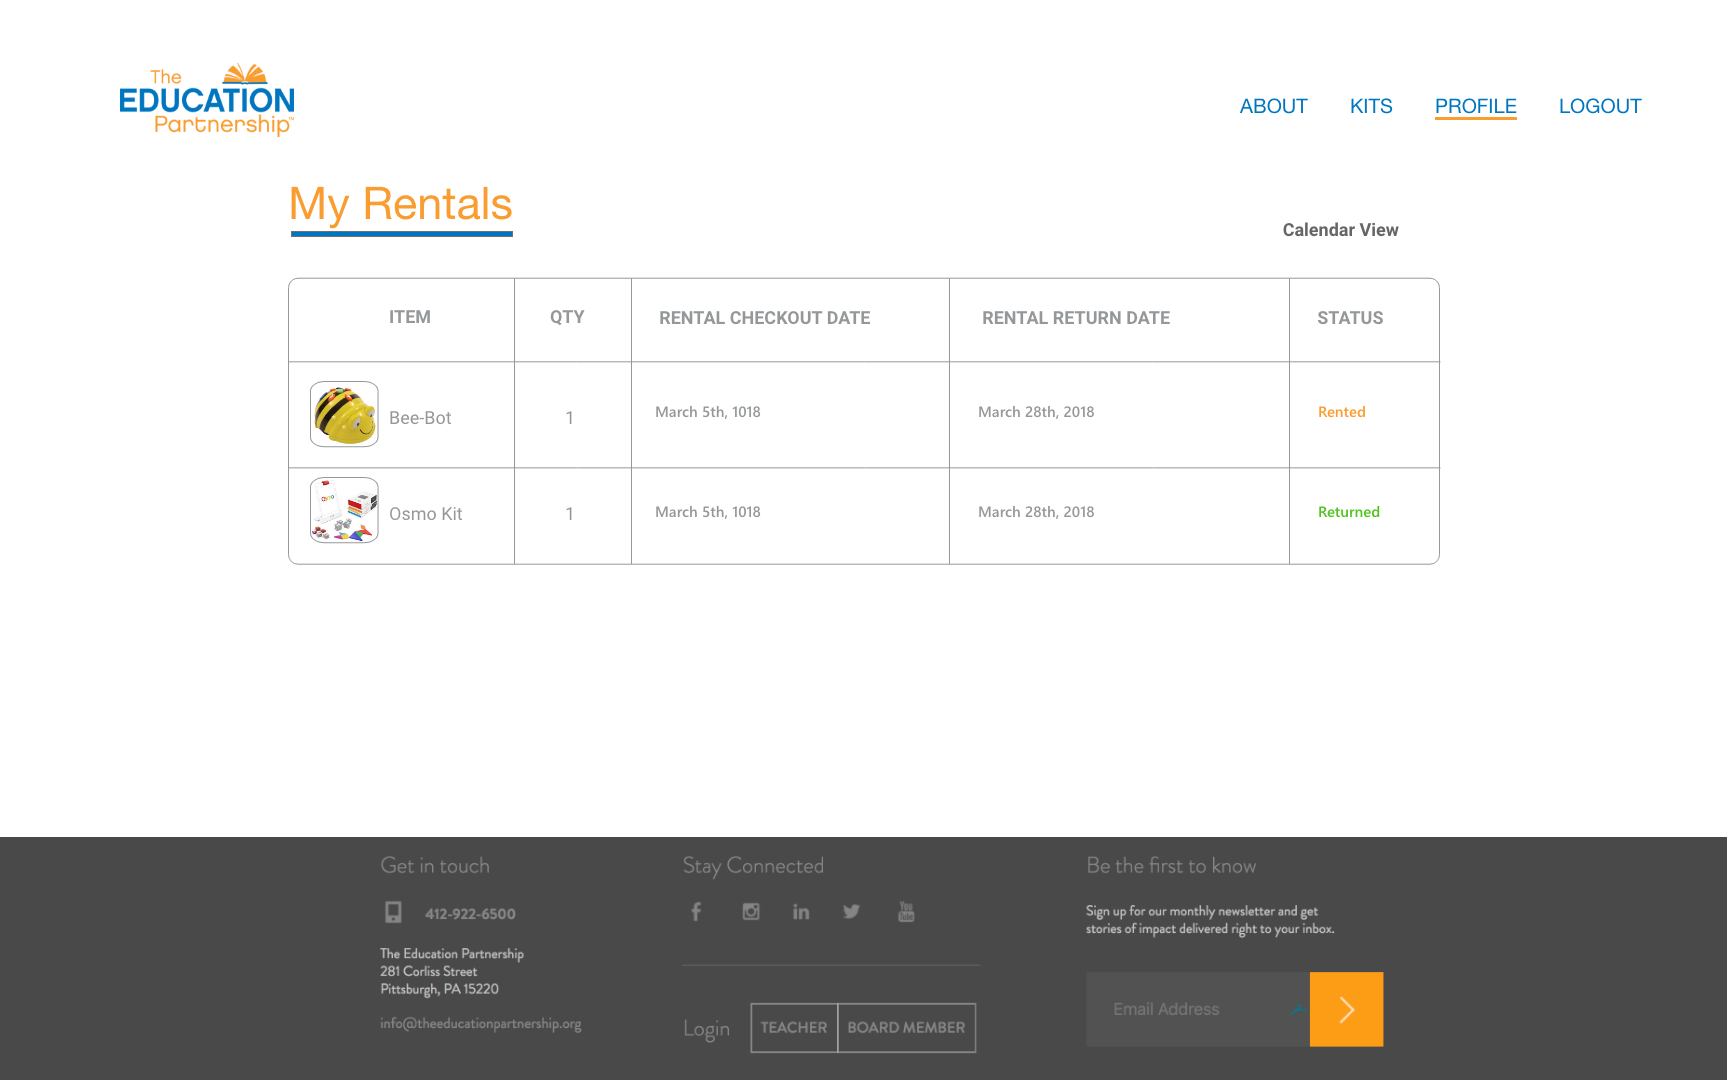 The
EDUCATION
Partnership™
ABOUT KITS PROFILE LOGOUT
My Rentals
Calendar View
ITEM QTY RENTAL CHECKOUT DATE RENTAL RETURN DATE STATUS
Bee-Bot 1 March 5th, 1018 March 28th, 2018 Rented
Osmo Kit 1 March 5th, 1018 March 28th, 2018 Returned
Get in touch
412-922-6500
The Education Partnership
281 Corliss Street
Pittsburgh, PA 15220
info@theeducationpartnership.org
Stay Connected
You
Tube
Login TEACHER BOARD MEMBER
Be the first to know
Sign up for our monthly newsletter and get
stories of impact delivered right to your inbox.
Email Address